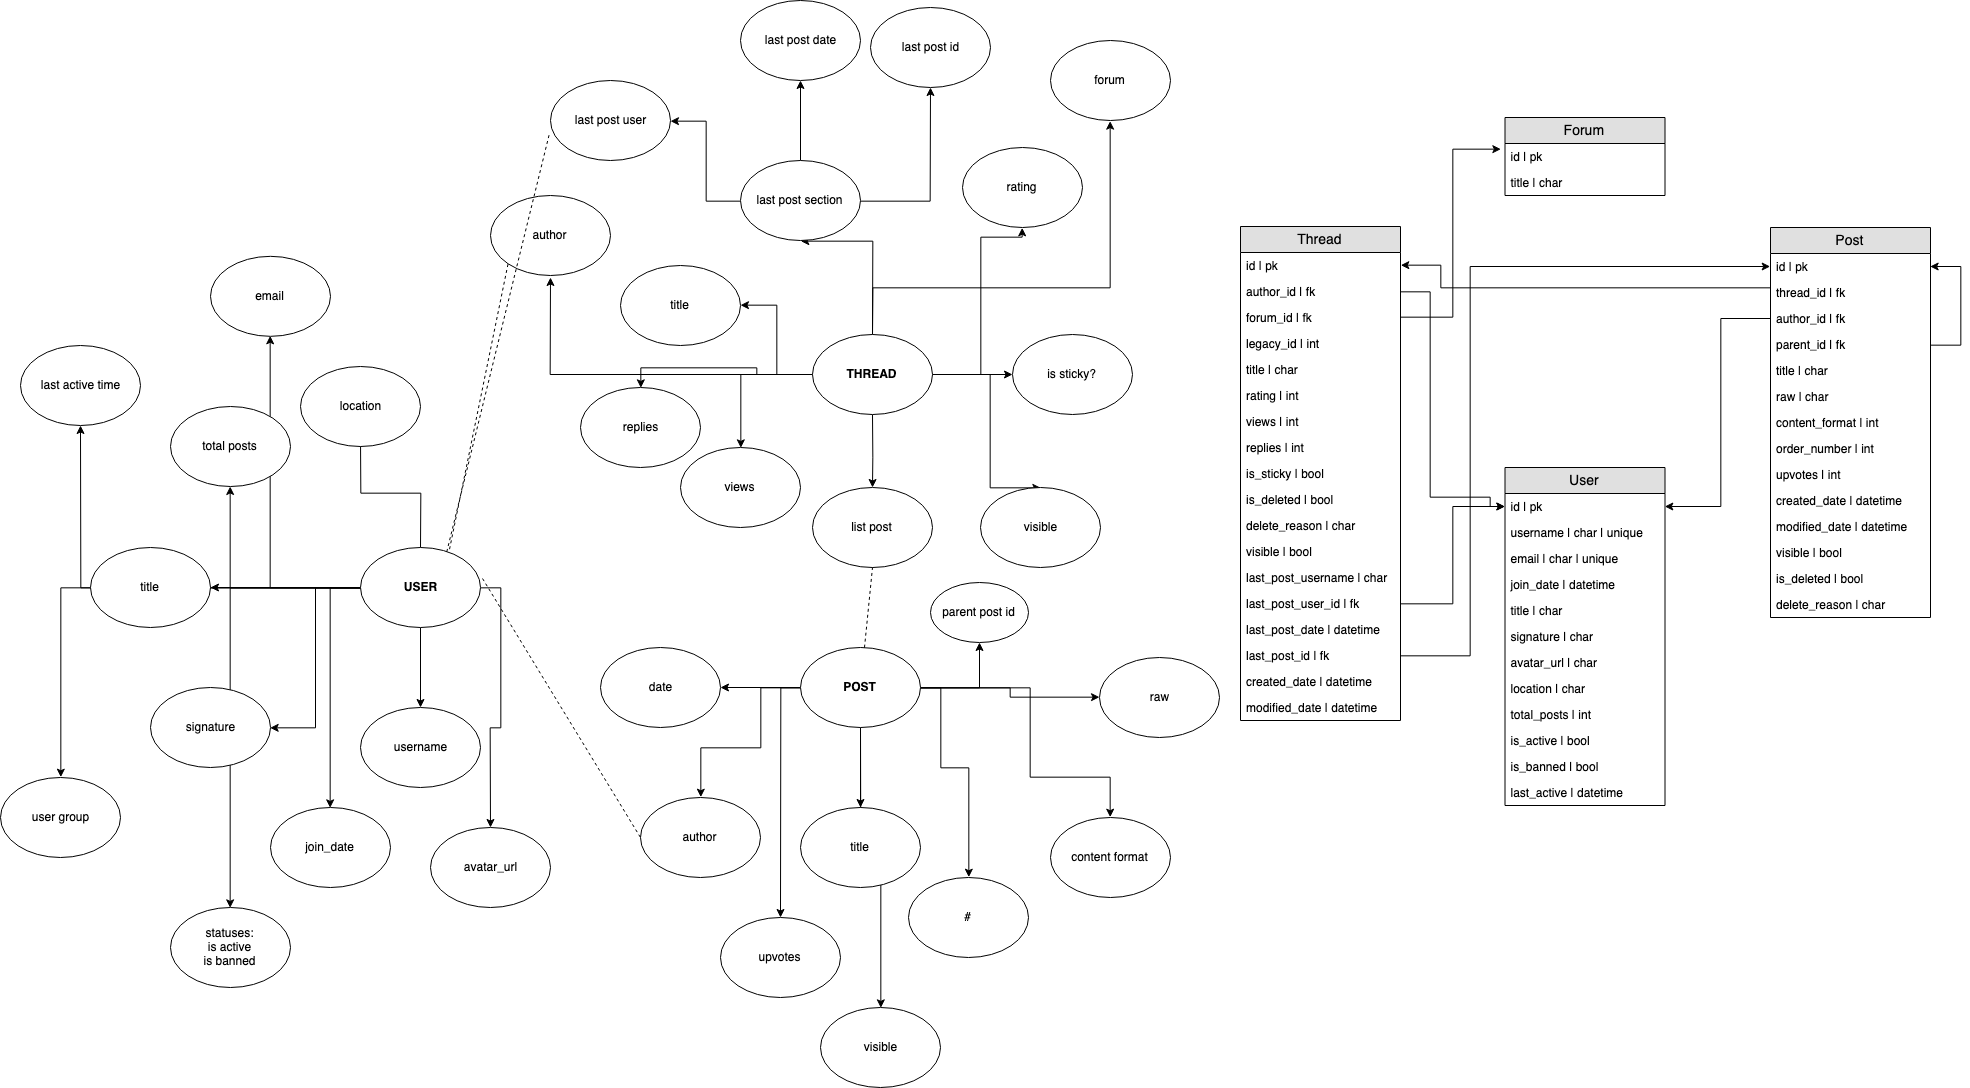 last post date
last post id
forum
last post user
rating
last post section
author
email
title
last active time
location
THREAD
is sticky?
total posts
replies
views
list post
visible
title
USER
parent post id
date
POST
raw
signature
username
user group
join_date
avatar_url
author
title
content format
#
statuses:
is active
is banned
upvotes
visible
Forum
id | pk
title | char
Thread
id | pk
author_id | fk
forum_id | fk
legacy_id | int
title | char
rating | int
views | int
replies | int
is_sticky | bool
is_deleted | bool
delete_reason | char
visible | bool
last_post_username | char
last_post_user_id | fk
last_post_date | datetime
last_post_id | fk
created_date | datetime
modified_date | datetime
User
id | pk
username | char | unique
email | char | unique
join_date | datetime
title | char
signature | char
avatar_url | char
location | char
total_posts | int
is_active | bool
is_banned | bool
last_active | datetime
Post
id | pk
thread_id | fk
author_id | fk
parent_id | fk
title | char
raw | char
content_format | int
order_number | int
upvotes | int
created_date | datetime
modified_date | datetime
visible | bool
is_deleted | bool
delete_reason | char